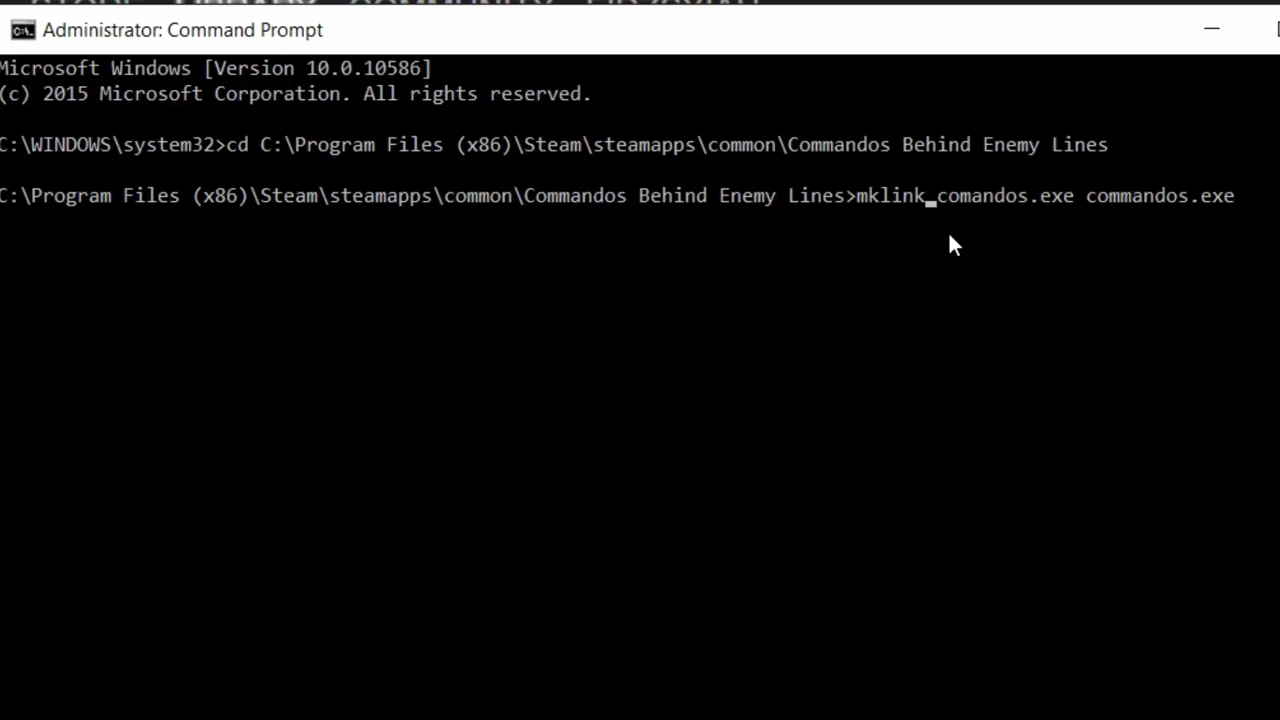 Administrator: Command Prompt
Microsoft Windows [Version 10.0.10586]
(c) 2015 Microsoft Corporation. All rights reserved.
C:\WINDOWS\system32>cd C:\Program Files (x86)\Steam\steamapps\common\Commandos Behind Enemy Lines
C:\Program Files (x86)\Steam\steamapps\common\Commandos Behind Enemy Lines>mklink comandos.exe commandos.exe